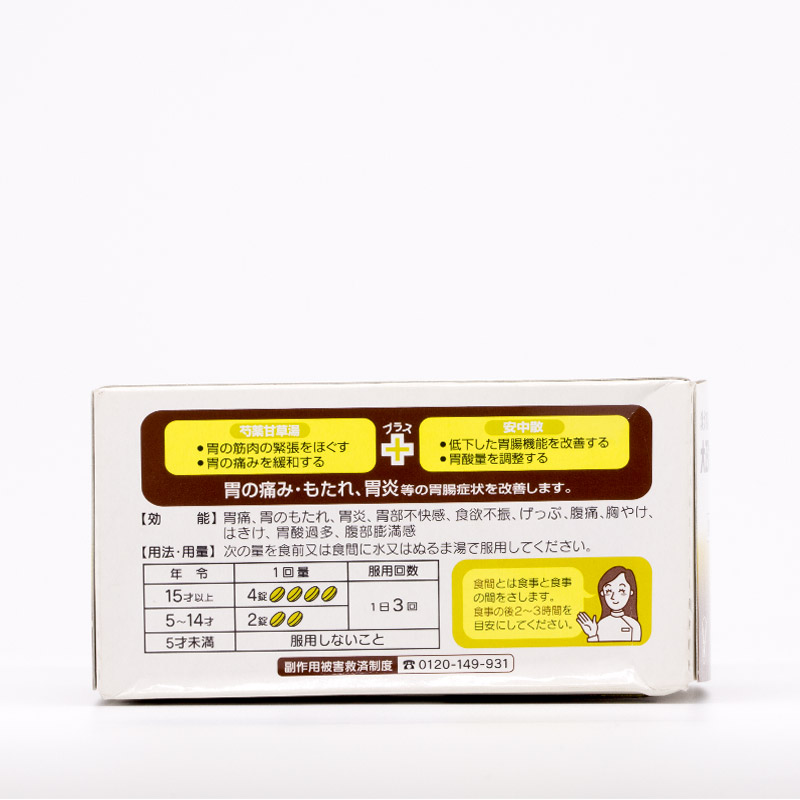 芍薬甘草湯
●胃の筋肉の緊張をほぐす
●胃の痛みを緩和する
プラス
安中散
●低下した胃腸機能を改善する
●胃酸量を調整する
胃の痛み・もたれ、胃炎等の胃腸症状を改善します。
【効 能】胃痛、胃のもたれ、胃炎、胃部不快感、食欲不振、げっぷ、腹痛、胸やけ、
はきけ、胃酸過多、腹部膨満感
【用法・用量】次の量を食前又は食間に水又はぬるま湯で服用してください。
年 令 1回量 服用回数
15才以上 4錠 1日3回
5〜14才 2錠
5才未満 服用しないこと
食間とは食事と食事
の間をさします。
食事の後2〜3時間を
目安にしてください。
副作用被害救済制度 ☎0120-149-931